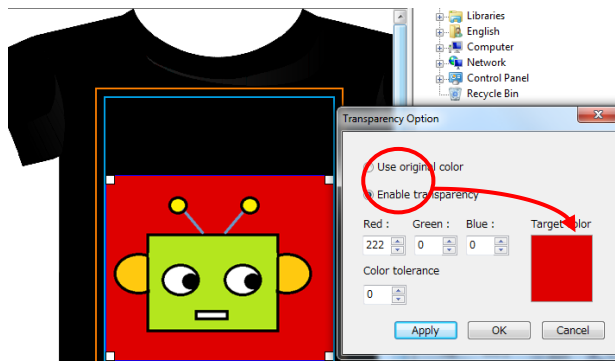 Libraries
English
Computer
Network
Control Panel
Recycle Bin
Transparency Option
Use original color
Enable transparency
Red : Green : Blue : Target color
222 0 0
Color tolerance
0
Apply OK Cancel